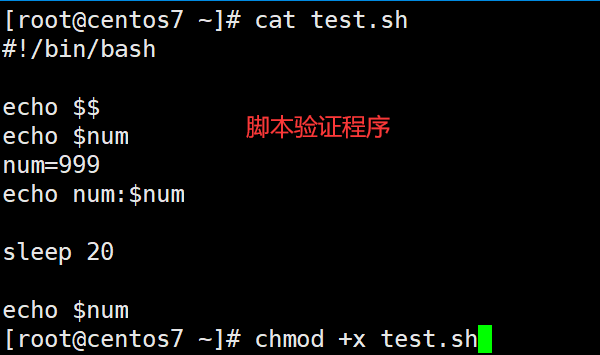 [root@centos7 ~]# cat test.sh
#!/bin/bash
echo $$
echo $num
脚本验证程序
num=999
echo num:$num
sleep 20
echo $num
[root@centos7 ~]# chmod +x test.sh